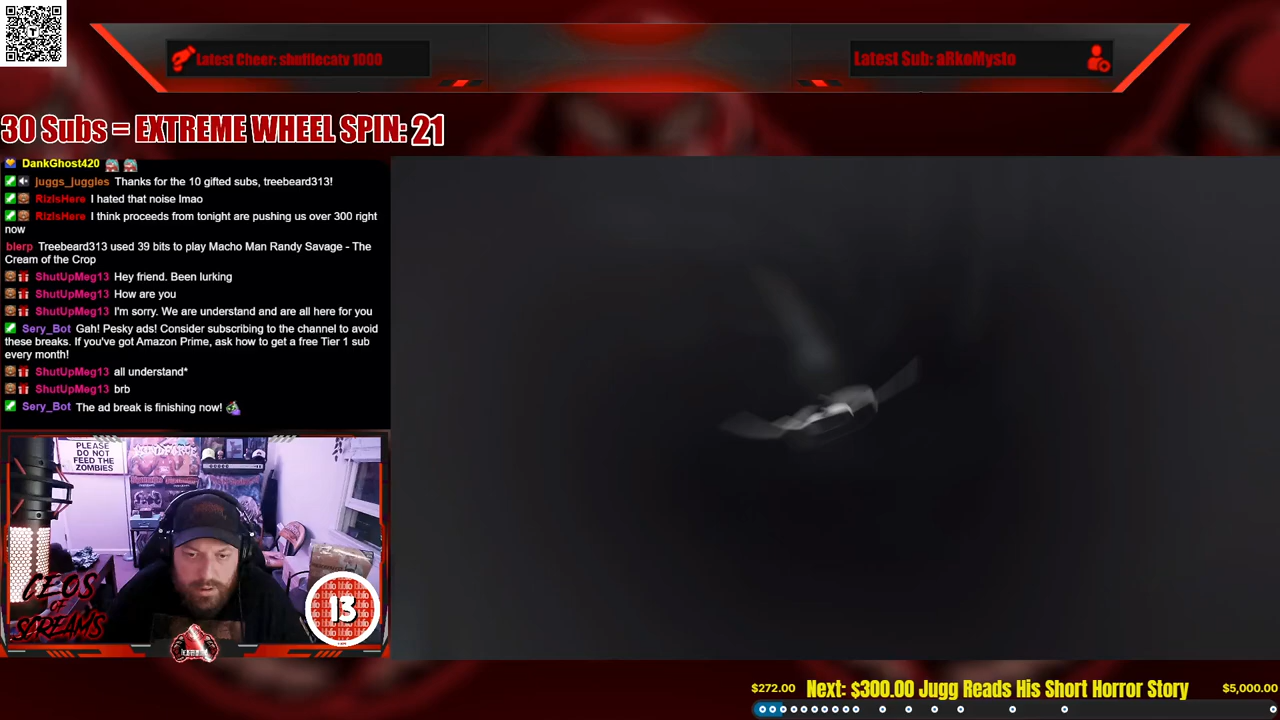 Latest Cheer: shufflecatv 1000
Latest Sub: aRkoMysto
30 Subs = EXTREME WHEEL SPIN: 21
DankGhost420
juggs_juggles Thanks for the 10 gifted subs, treebeard313!
RizIsHere I hated that noise lmao
RizIsHere I think proceeds from tonight are pushing us over 300 right
now
blerp Treebeard313 used 39 bits to play Macho Man Randy Savage - The
Cream of the Crop
ShutUpMeg13 Hey friend. Been lurking
ShutUpMeg13 How are you
ShutUpMeg13 I'm sorry. We are understand and are all here for you
Sery_Bot Gah! Pesky ads! Consider subscribing to the channel to avoid
these breaks. If you've got Amazon Prime, ask how to get a free Tier 1 sub
every month!
ShutUpMeg13 all understand*
ShutUpMeg13 brb
Sery_Bot The ad break is finishing now!
PLEASE
DO NOT
FEED THE
ZOMBIES
CEOS
OF
SCREAMS
13
$272.00 Next: $300.00 Jugg Reads His Short Horror Story $5,000.00